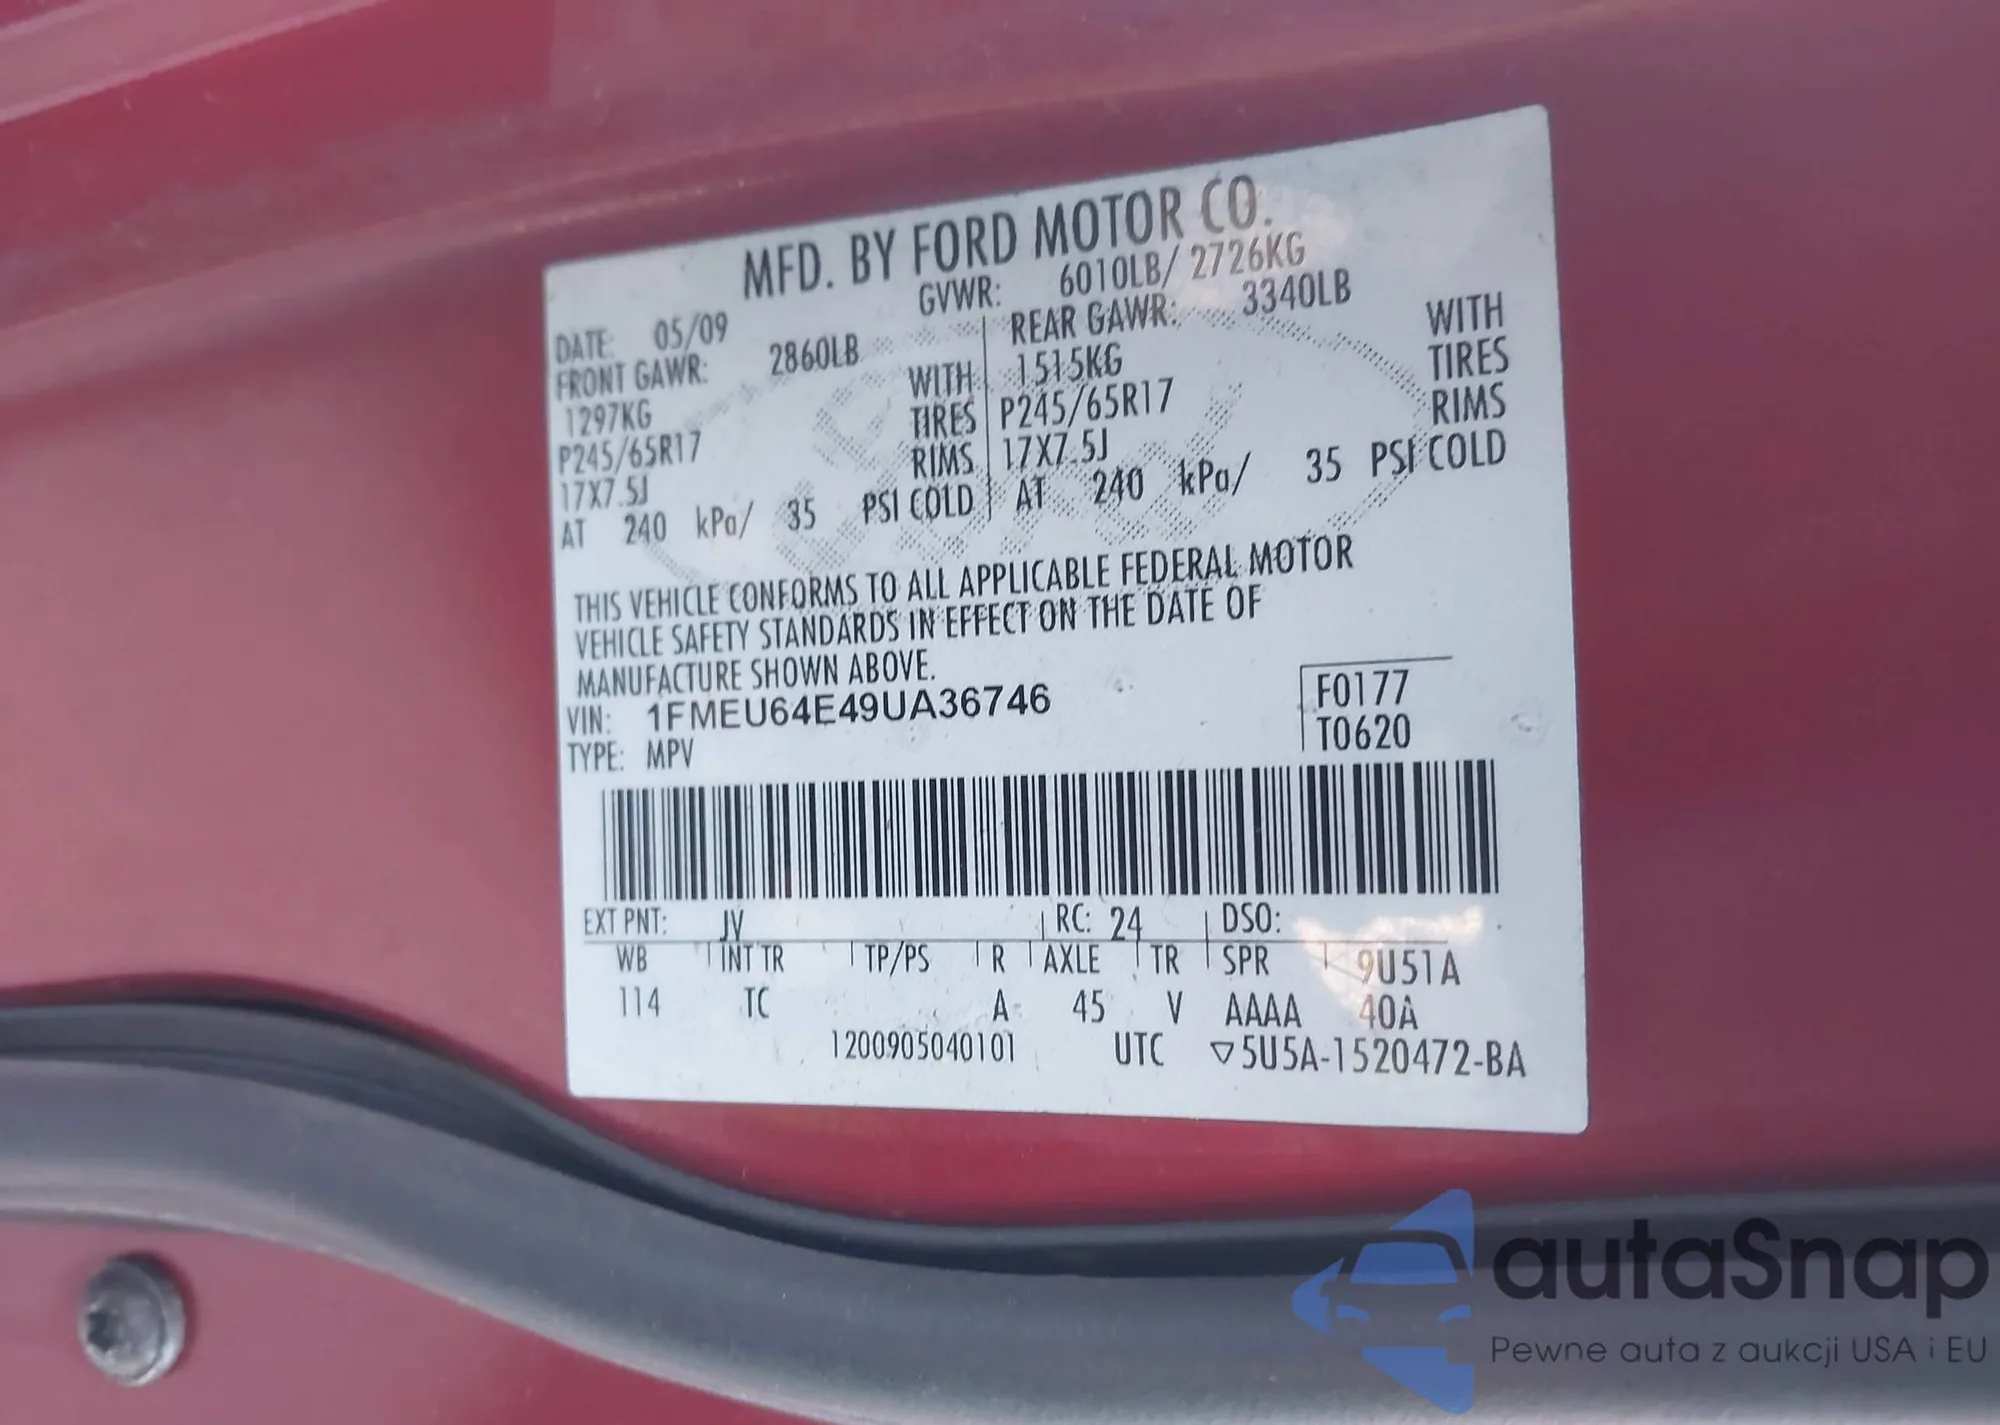 MFD. BY FORD MOTOR CO.
GVWR: 6010LB/ 2726KG
DATE: 05/09
FRONT GAWR: 2860LB
1297KG WITH
P245/65R17 TIRES
17X7.5J RIMS
AT 240 kPa/ 35 PSI COLD
REAR GAWR: 3340LB
1515KG WITH
P245/65R17 TIRES
17X7.5J RIMS
AT 240 kPa/ 35 PSI COLD
THIS VEHICLE CONFORMS TO ALL APPLICABLE FEDERAL MOTOR
VEHICLE SAFETY STANDARDS IN EFFECT ON THE DATE OF
MANUFACTURE SHOWN ABOVE.
VIN: 1FMEU64E49UA36746
TYPE: MPV
F0177
T0620
EXT PNT: JV RC: 24 DSO:
WB INT TR TP/PS R AXLE TR SPR 9U51A
114 TC A 45 V AAAA 40A
1200905040101 UTC ▽5U5A-1520472-BA
autaSnap
Pewne auta z aukcji USA i EU